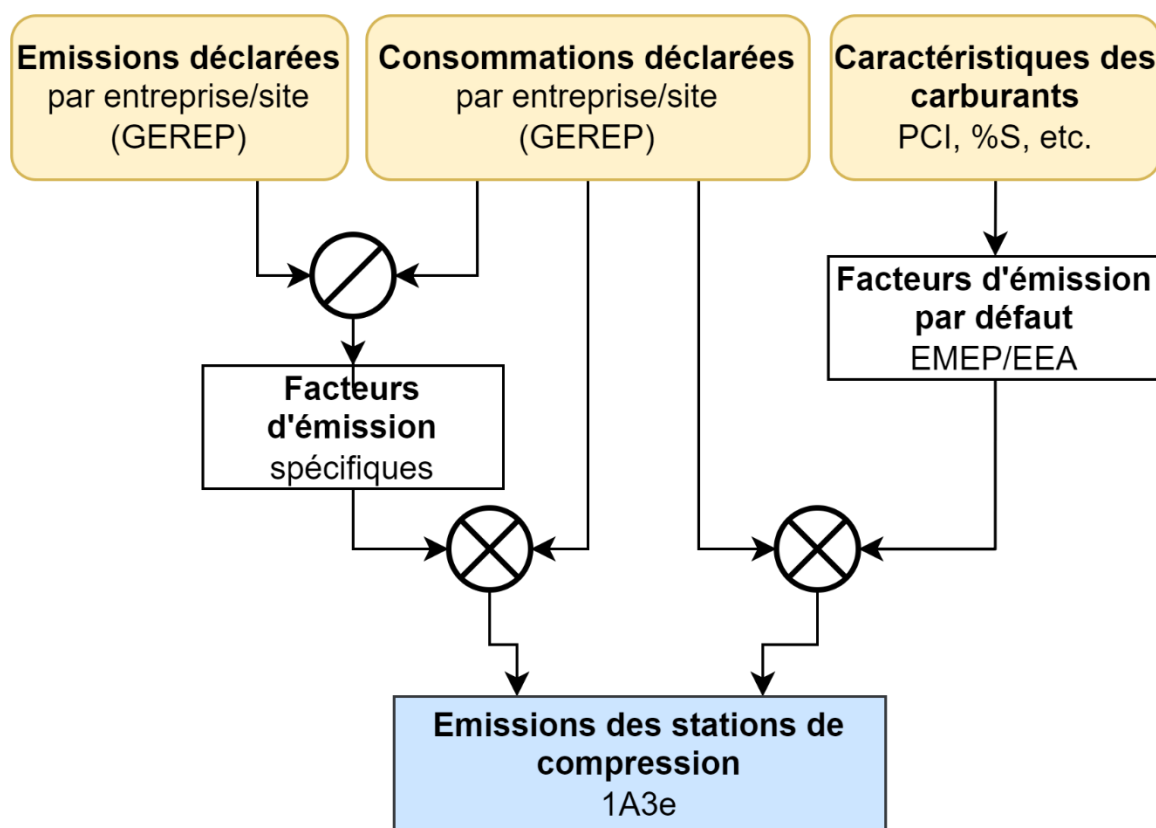 Emissions déclarées
par entreprise/site
(GEREP)
Consommations déclarées
par entreprise/site
(GEREP)
Caractéristiques des
carburants
PCI, %S, etc.
Facteurs d'émission
par défaut
EMEP/EEA
Facteurs
d'émission
spécifiques
Emissions des stations de
compression
1A3e